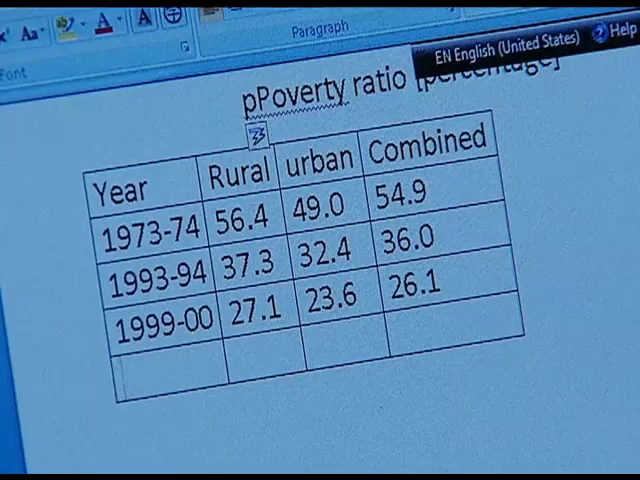 Aa
A
A
Font
Paragraph
EN English (United States)
Help
pPoverty ratio [percentage]
Year Rural urban Combined
1973-74 56.4 49.0 54.9
1993-94 37.3 32.4 36.0
1999-00 27.1 23.6 26.1